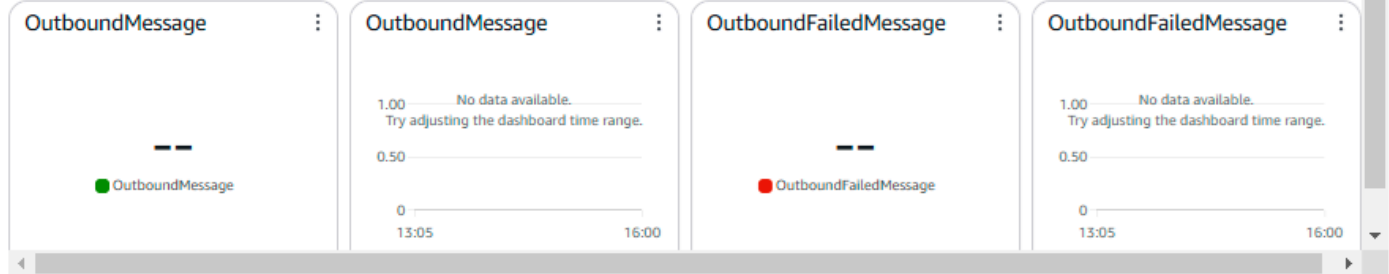 OutboundMessage
--
OutboundMessage
OutboundMessage
1.00
No data available.
Try adjusting the dashboard time range.
0.50
0
13:05 16:00
OutboundFailedMessage
--
OutboundFailedMessage
OutboundFailedMessage
1.00
No data available.
Try adjusting the dashboard time range.
0.50
0
13:05 16:00